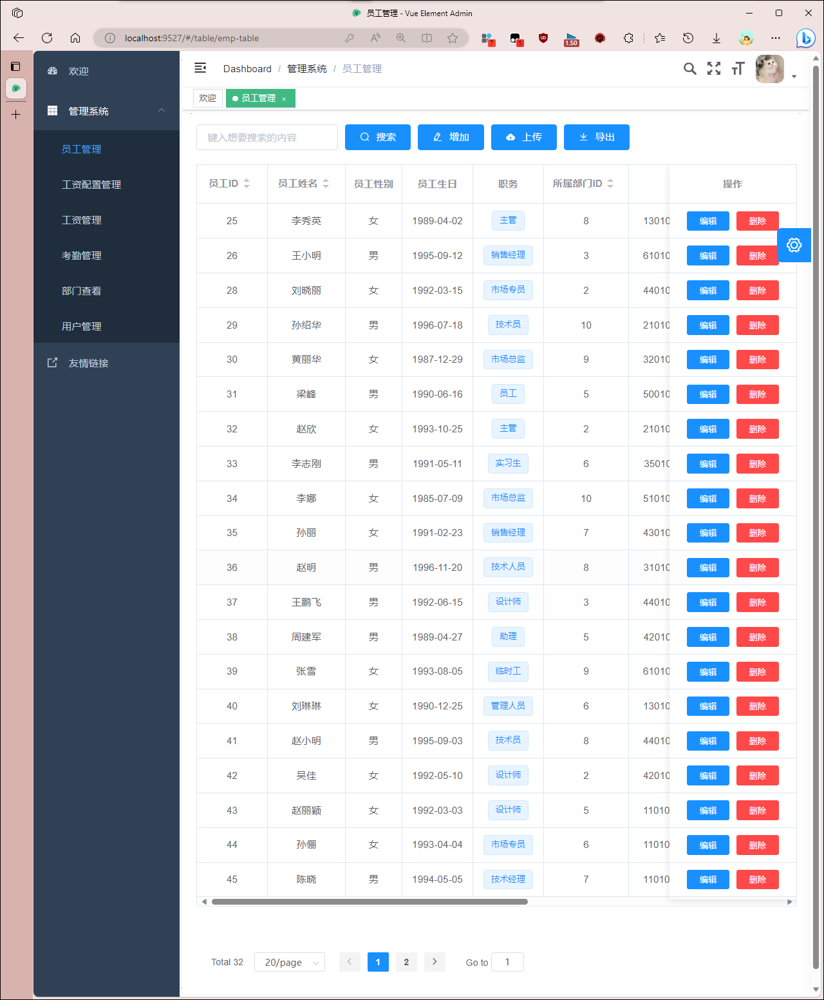 员工管理 - Vue Element Admin
localhost:9527/#/table/emp-table
7
1
1.50
欢迎
管理系统
员工管理
工资配置管理
工资管理
考勤管理
部门查看
用户管理
友情链接
Dashboard / 管理系统 / 员工管理
欢迎 员工管理 ×
键入想要搜索的内容 搜索 增加 上传 导出
员工ID 员工姓名 员工性别 员工生日 职务 所属部门ID 操作
25 李秀英 女 1989-04-02 主管 8 13010 编辑 删除
26 王小明 男 1995-09-12 销售经理 3 61010 编辑 删除
28 刘晓丽 女 1992-03-15 市场专员 2 44010 编辑 删除
29 孙绍华 男 1996-07-18 技术员 10 21010 编辑 删除
30 黄丽华 女 1987-12-29 市场总监 9 32010 编辑 删除
31 梁峰 男 1990-06-16 员工 5 50010 编辑 删除
32 赵欣 女 1993-10-25 主管 2 21010 编辑 删除
33 李志刚 男 1991-05-11 实习生 6 35010 编辑 删除
34 李娜 女 1985-07-09 市场总监 10 51010 编辑 删除
35 孙丽 女 1991-02-23 销售经理 7 43010 编辑 删除
36 赵明 男 1996-11-20 技术人员 8 31010 编辑 删除
37 王鹏飞 男 1992-06-15 设计师 3 44010 编辑 删除
38 周建军 男 1989-04-27 助理 5 42010 编辑 删除
39 张雪 女 1993-08-05 临时工 9 61010 编辑 删除
40 刘琳琳 女 1990-12-25 管理人员 6 13010 编辑 删除
41 赵小明 男 1995-09-03 技术员 8 44010 编辑 删除
42 吴佳 女 1992-05-10 设计师 2 42010 编辑 删除
43 赵丽颖 女 1992-03-03 设计师 5 11010 编辑 删除
44 孙俪 女 1993-04-04 市场专员 6 11010 编辑 删除
45 陈晓 男 1994-05-05 技术经理 7 11010 编辑 删除
Total 32 20/page 1 2 Go to 1